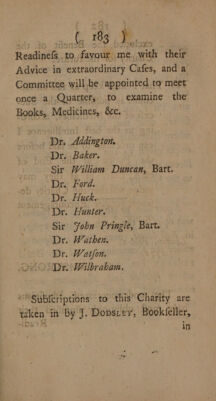 ( 183 )
Readineſs to favour me with their
Advice in extraordinary Caſes, and a
Committee will be appointed to meet
once a Quarter, to examine the
Books, Medicines, &c.
Dr. Addington.
Dr. Baker.
Sir William Duncan, Bart.
Dr. Ford.
Dr. Huck.
Dr. Hunter.
Sir John Pringle, Bart.
Dr. Wathen.
Dr. Watſon.
Dr. Wilbraham.
Subſcriptions to this Charity are
taken in by J. DODSLEY, Bookſeller,
in